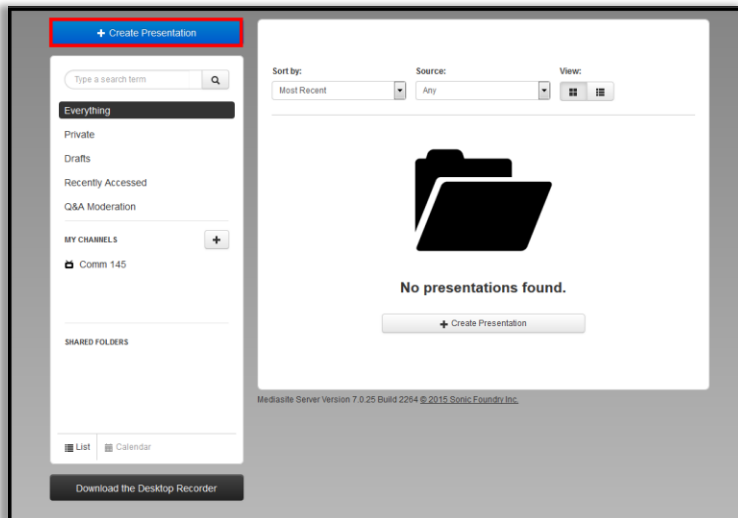 + Create Presentation
Type a search term
Everything
Private
Drafts
Recently Accessed
Q&A Moderation
MY CHANNELS
Comm 145
SHARED FOLDERS
List
Calendar
Download the Desktop Recorder
Sort by: Source: View:
Most Recent Any
No presentations found.
+ Create Presentation
Mediasite Server Version 7.0.25 Build 2264 © 2015 Sonic Foundry Inc.